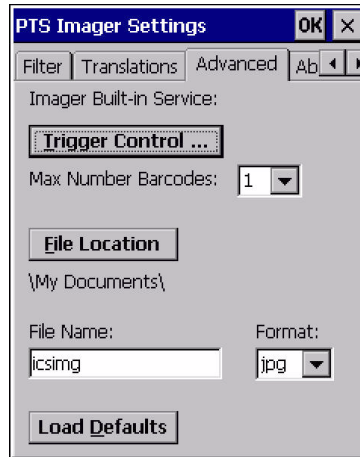 PTS Imager Settings OK ×
Filter Translations Advanced Ab
Imager Built-in Service:
Trigger Control ...
Max Number Barcodes: 1
File Location
\My Documents\
File Name: Format:
icsimg jpg
Load Defaults